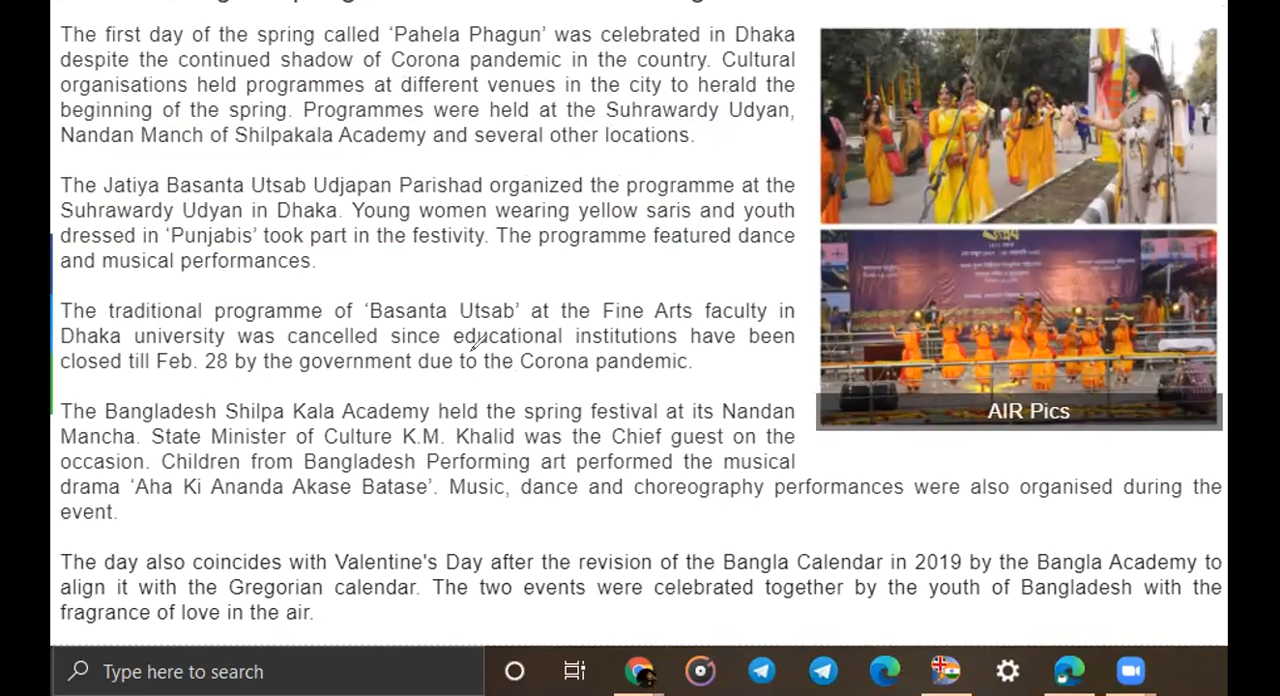 The first day of the spring called ‘Pahela Phagun’ was celebrated in Dhaka
despite the continued shadow of Corona pandemic in the country. Cultural
organisations held programmes at different venues in the city to herald the
beginning of the spring. Programmes were held at the Suhrawardy Udyan,
Nandan Manch of Shilpakala Academy and several other locations.
The Jatiya Basanta Utsab Udjapan Parishad organized the programme at the
Suhrawardy Udyan in Dhaka. Young women wearing yellow saris and youth
dressed in ‘Punjabis’ took part in the festivity. The programme featured dance
and musical performances.
The traditional programme of ‘Basanta Utsab’ at the Fine Arts faculty in
Dhaka university was cancelled since educational institutions have been
closed till Feb. 28 by the government due to the Corona pandemic.
The Bangladesh Shilpa Kala Academy held the spring festival at its Nandan
Mancha. State Minister of Culture K.M. Khalid was the Chief guest on the
occasion. Children from Bangladesh Performing art performed the musical
drama ‘Aha Ki Ananda Akase Batase’. Music, dance and choreography performances were also organised during the
event.
The day also coincides with Valentine's Day after the revision of the Bangla Calendar in 2019 by the Bangla Academy to
align it with the Gregorian calendar. The two events were celebrated together by the youth of Bangladesh with the
fragrance of love in the air.
AIR Pics
Type here to search